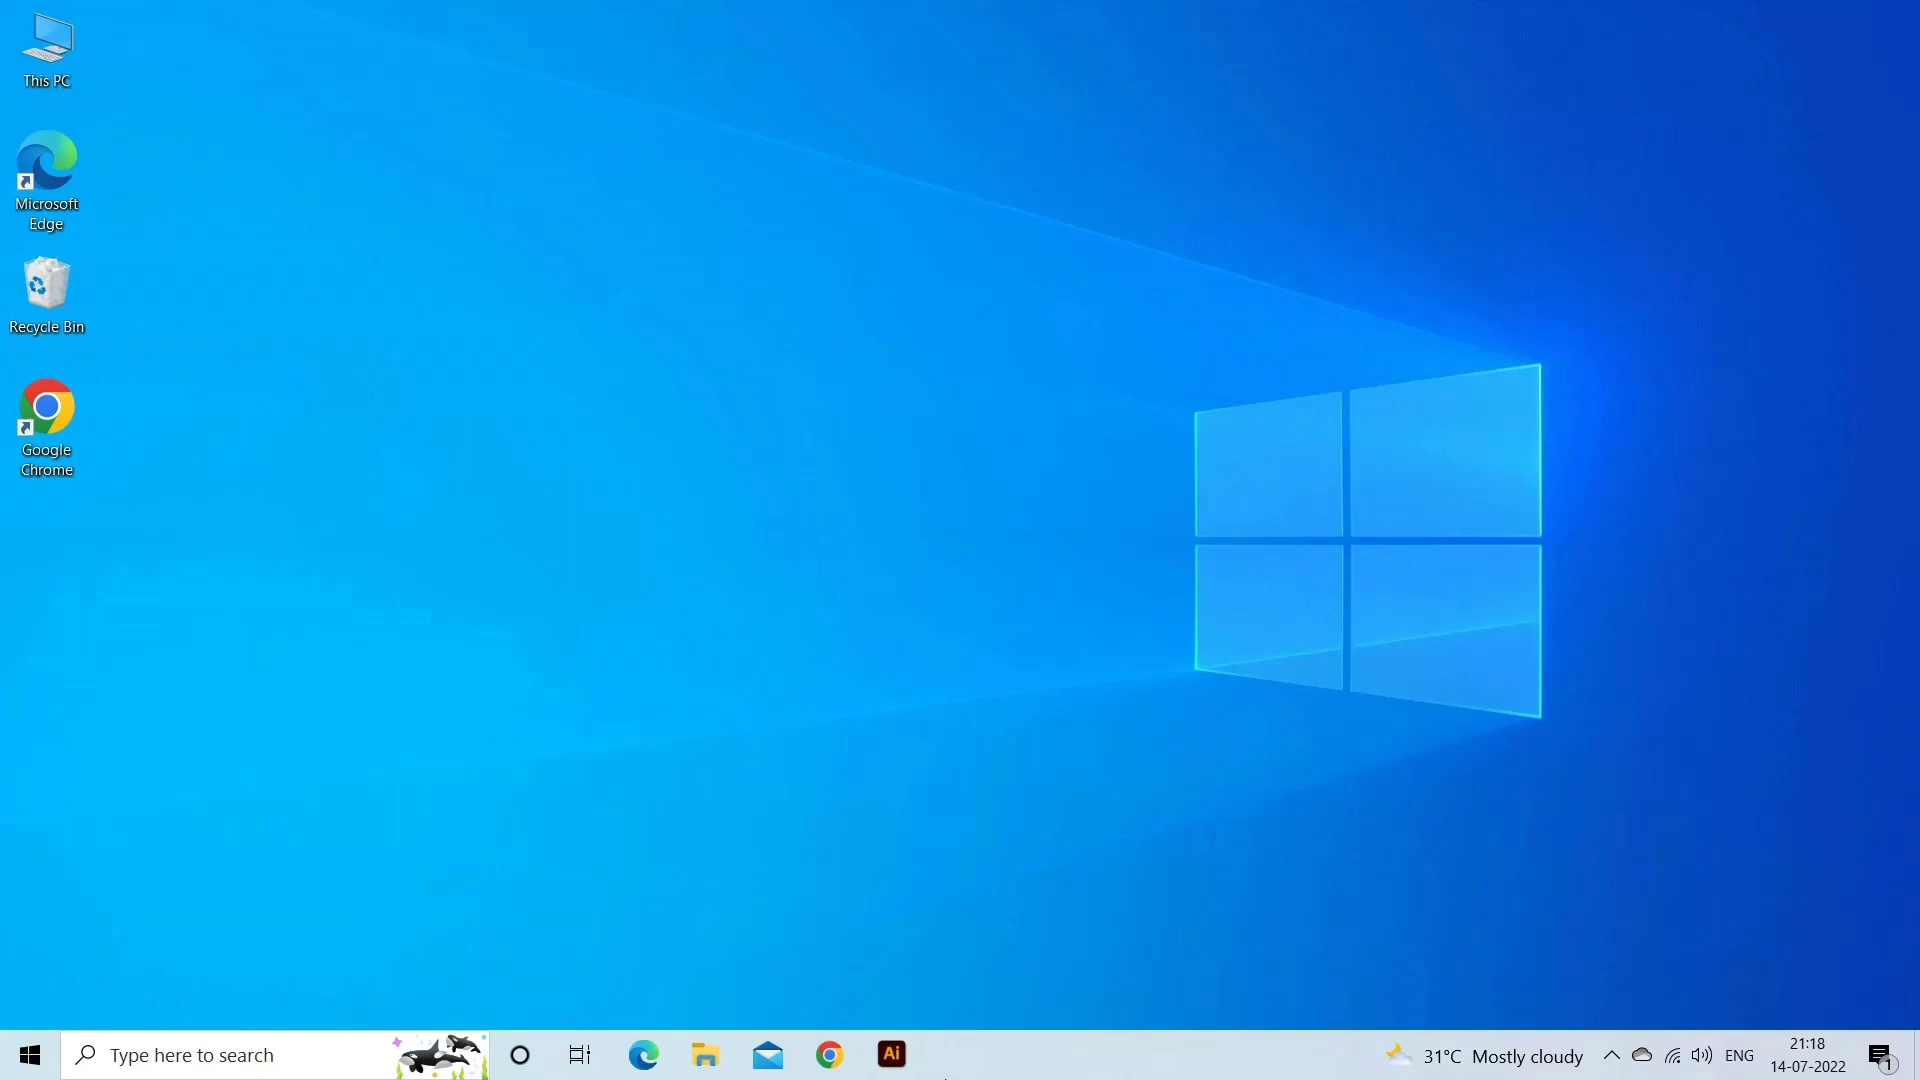 This PC
Microsoft
Edge
Recycle Bin
Google
Chrome
Type here to search
Ai
31°C Mostly cloudy
ENG
21:18
14-07-2022
1